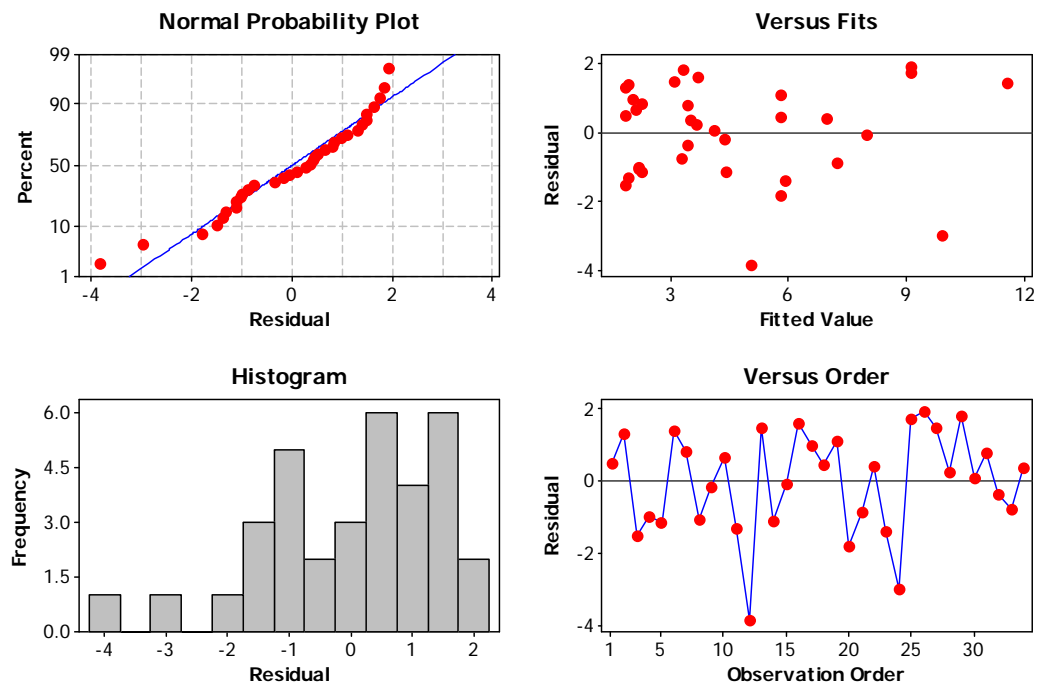 Normal Probability Plot
99
90
50
10
1
Percent
-4 -2 0 2 4
Residual
Versus Fits
2
0
-2
-4
Residual
3 6 9 12
Fitted Value
Histogram
6.0
4.5
3.0
1.5
0.0
Frequency
-4 -3 -2 -1 0 1 2
Residual
Versus Order
2
0
-2
-4
Residual
1 5 10 15 20 25 30
Observation Order